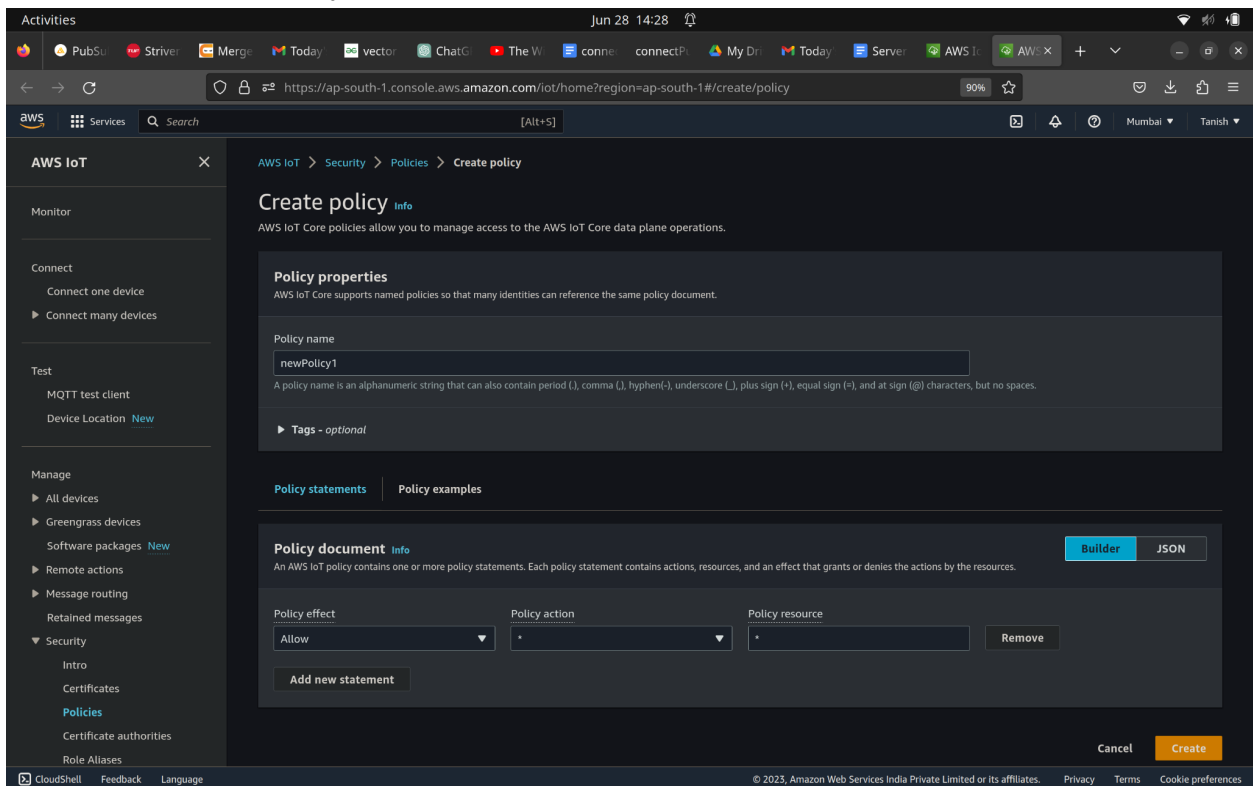 Activities
Jun 28 14:28
PubSu
Striver
Merge
Today'
vector
ChatG
The W
conne
connectPu
My Dri
Today'
Server
AWS Io
AWS
https://ap-south-1.console.aws.amazon.com/iot/home?region=ap-south-1#/create/policy
90%
aws
Services
Search
[Alt+S]
Mumbai
Tanish
AWS IoT
Monitor
Connect
Connect one device
Connect many devices
Test
MQTT test client
Device Location New
Manage
All devices
Greengrass devices
Software packages New
Remote actions
Message routing
Retained messages
Security
Intro
Certificates
Policies
Certificate authorities
Role Aliases
AWS IoT > Security > Policies > Create policy
Create policy Info
AWS IoT Core policies allow you to manage access to the AWS IoT Core data plane operations.
Policy properties
AWS IoT Core supports named policies so that many identities can reference the same policy document.
Policy name
newPolicy1
A policy name is an alphanumeric string that can also contain period (.), comma (,), hyphen(-), underscore (_), plus sign (+), equal sign (=), and at sign (@) characters, but no spaces.
Tags - optional
Policy statements
Policy examples
Policy document Info
An AWS IoT policy contains one or more policy statements. Each policy statement contains actions, resources, and an effect that grants or denies the actions by the resources.
Builder
JSON
Policy effect
Policy action
Policy resource
Allow
*
*
Remove
Add new statement
Cancel
Create
CloudShell
Feedback
Language
© 2023, Amazon Web Services India Private Limited or its affiliates.
Privacy
Terms
Cookie preferences